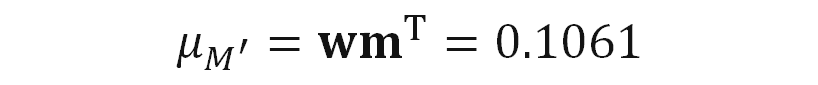 μ_{M′} = 𝐰𝐦^T = 0.1061